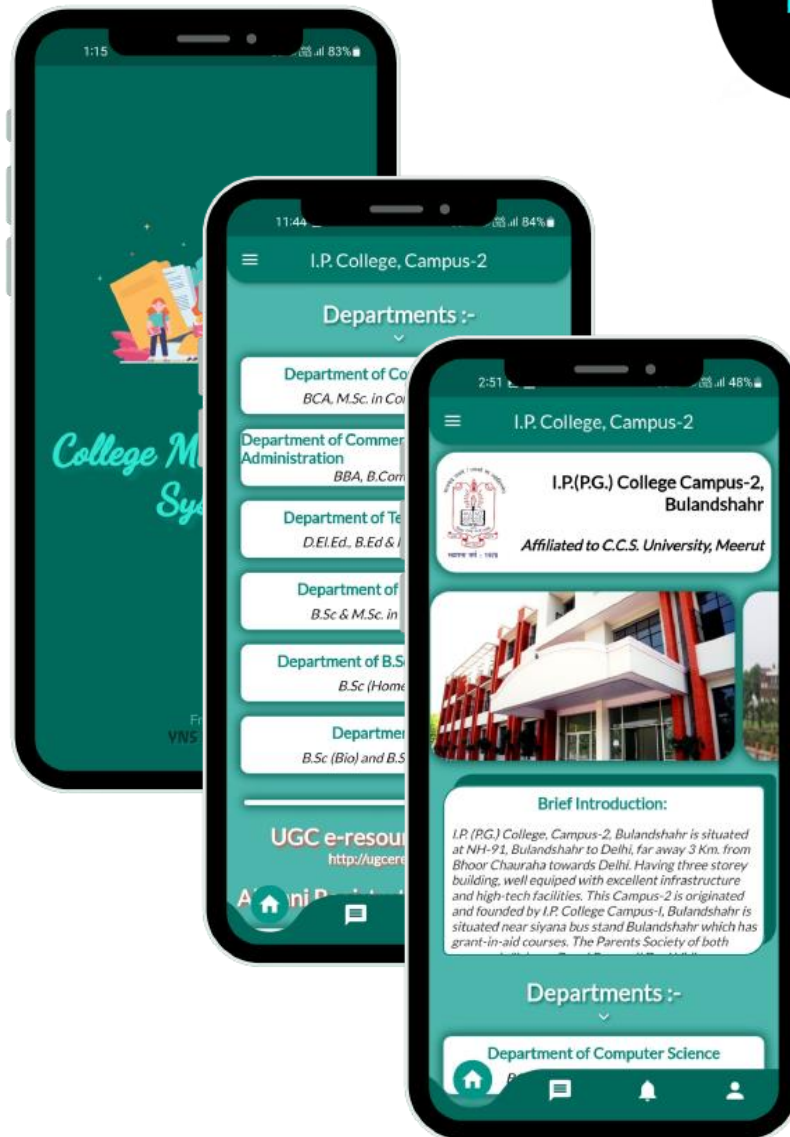 1:15
83%
College M
Sy
Fr
VNS
11:44
84%
I.P. College, Campus-2
Departments :-
Department of Co
BCA, M.Sc. in Co
Department of Commer
Administration
BBA, B.Com
Department of Te
D.El.Ed., B.Ed &
Department of
B.Sc & M.Sc. in
Department of B.S
B.Sc (Home
Departme
B.Sc (Bio) and B.S
UGC e-resou
http://ugcere
2:51
48%
I.P. College, Campus-2
I.P.(P.G.) College Campus-2,
Bulandshahr
Affiliated to C.C.S. University, Meerut
Brief Introduction:
I.P. (P.G.) College, Campus-2, Bulandshahr is situated
at NH-91, Bulandshahr to Delhi, far away 3 Km. from
Bhoor Chauraha towards Delhi. Having three storey
building, well equiped with excellent infrastructure
and high-tech facilities. This Campus-2 is originated
and founded by I.P. College Campus-I, Bulandshahr is
situated near siyana bus stand Bulandshahr which has
grant-in-aid courses. The Parents Society of both
Departments :-
Department of Computer Science